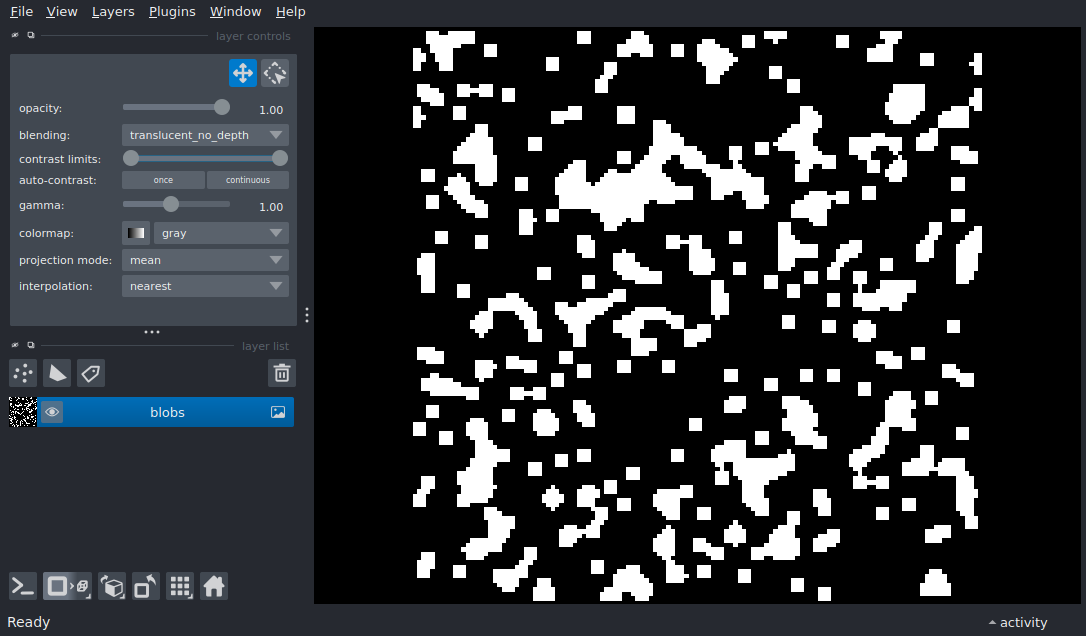 File View Layers Plugins Window Help
layer controls
opacity: 1.00
blending: translucent_no_depth
contrast limits:
auto-contrast: once continuous
gamma: 1.00
colormap: gray
projection mode: mean
interpolation: nearest
layer list
blobs
Ready activity